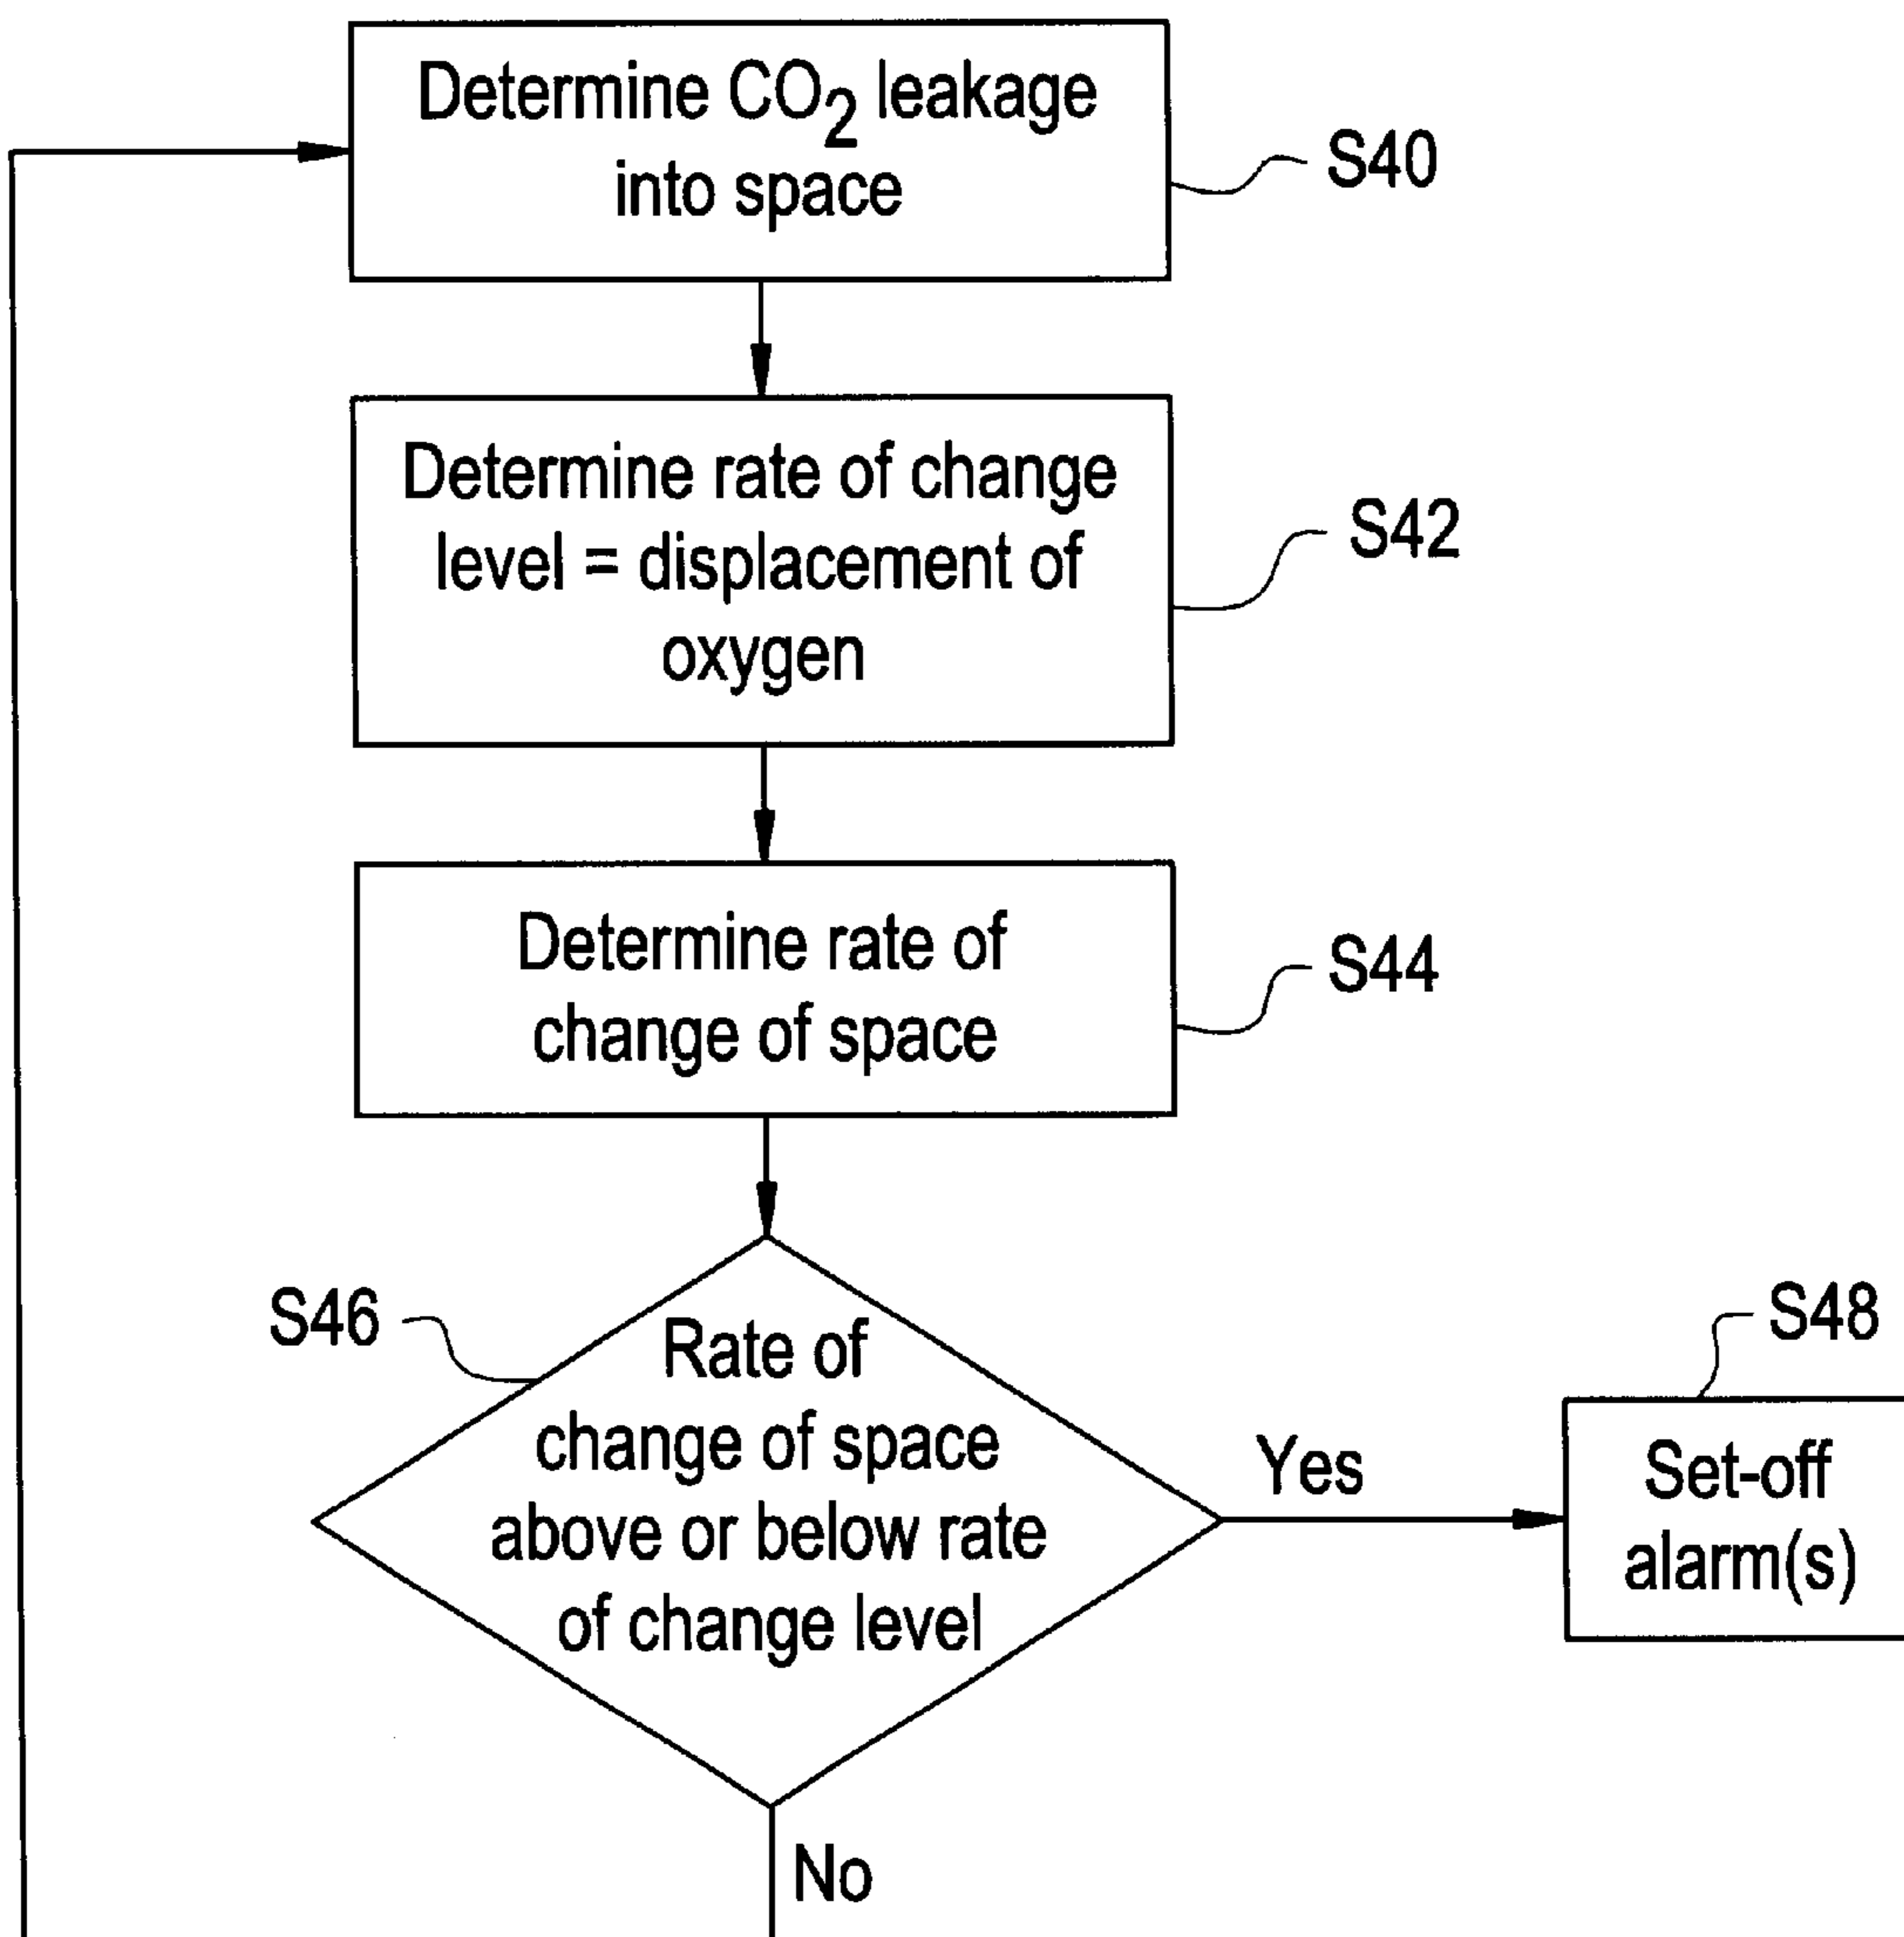 Determine CO2 leakage
into space
S40
Determine rate of change
level = displacement of
oxygen
S42
Determine rate of
change of space
S44
S46
Rate of
change of space
above or below rate
of change level
Yes
S48
Set-off
alarm(s)
No